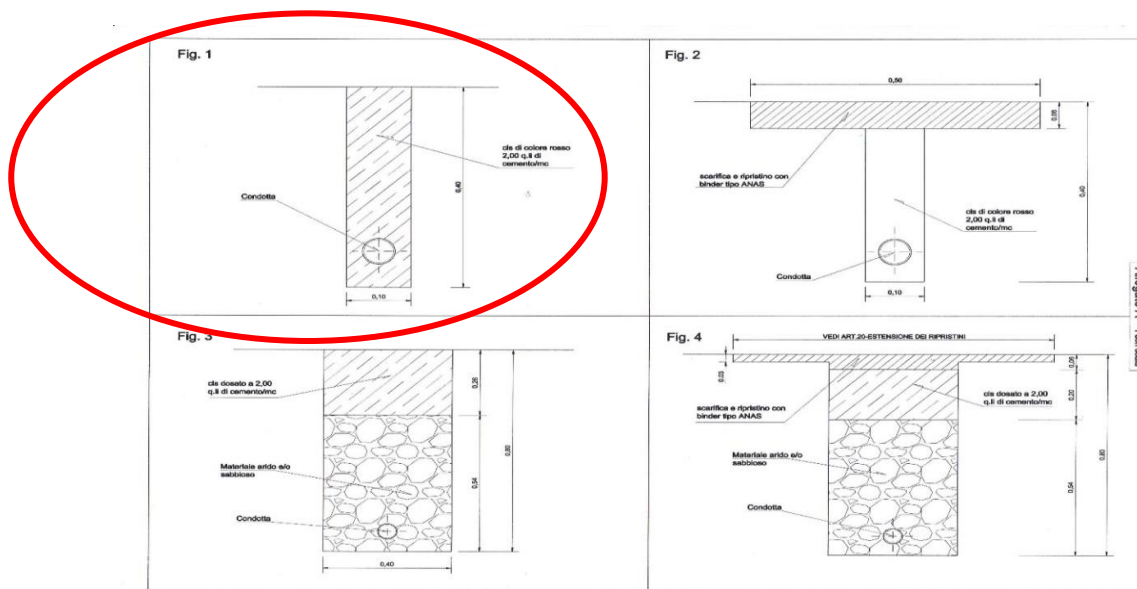 Fig. 1
cls di colore rosso
2,00 q.li di
cemento/mc
Condotta
0,40
0,10
Fig. 2
0,50
0,06
scarifica e ripristino con
binder tipo ANAS
0,40
cls di colore rosso
2,00 q.li di
cemento/mc
Condotta
0,10
Fig. 3
cls dosato a 2,00
q.li di cemento/mc
0,26
0,80
Materiale arido e/o
sabbioso
0,54
Condotta
0,40
Fig. 4
VEDI ART.20-ESTENSIONE DEI RIPRISTINI
0,03
0,06
cls dosato a 2,00
q.li di cemento/mc
0,20
scarifica e ripristino con
binder tipo ANAS
0,80
Materiale arido e/o
sabbioso
0,54
Condotta